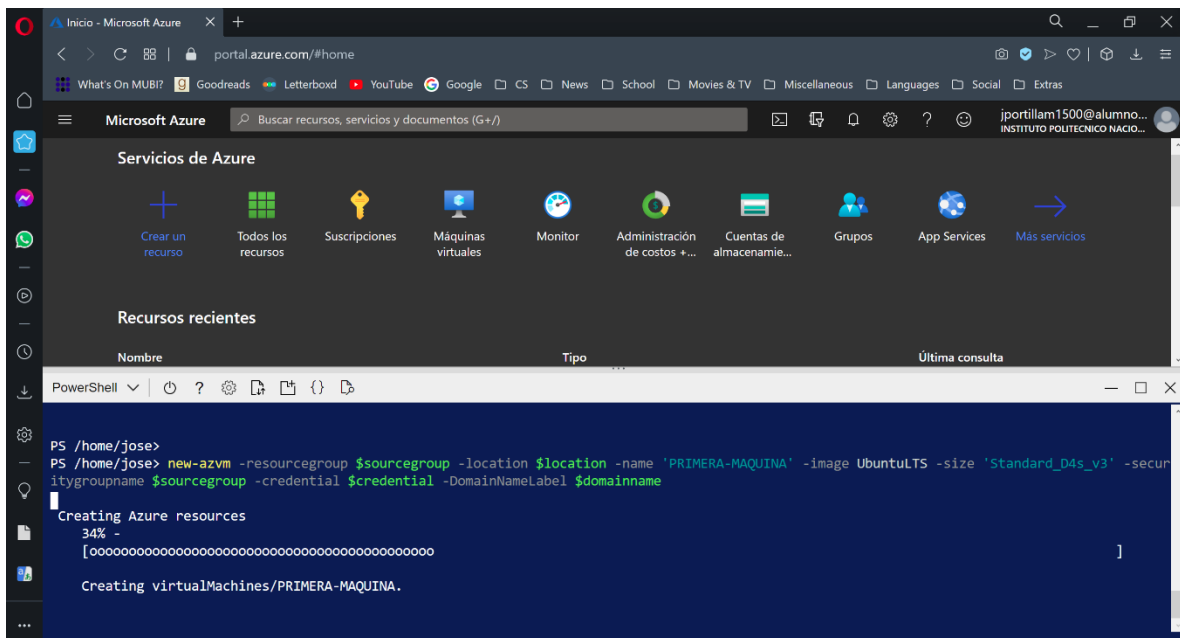 Inicio - Microsoft Azure
portal.azure.com/#home
What's On MUBI? Goodreads Letterboxd YouTube Google CS News School Movies & TV Miscellaneous Languages Social Extras
Microsoft Azure
Buscar recursos, servicios y documentos (G+/)
jportillam1500@alumno...
INSTITUTO POLITECNICO NACIO...
Servicios de Azure
Crear un recurso
Todos los recursos
Suscripciones
Máquinas virtuales
Monitor
Administración de costos +...
Cuentas de almacenamie...
Grupos
App Services
Más servicios
Recursos recientes
Nombre Tipo Última consulta
PowerShell
PS /home/jose>
PS /home/jose> new-azvm -resourcegroup $sourcegroup -location $location -name 'PRIMERA-MAQUINA' -image UbuntuLTS -size 'Standard_D4s_v3' -secur
itygroupname $sourcegroup -credential $credential -DomainNameLabel $domainname
Creating Azure resources
34% -
[oooooooooooooooooooooooooooooooooooooooooooo ]
Creating virtualMachines/PRIMERA-MAQUINA.